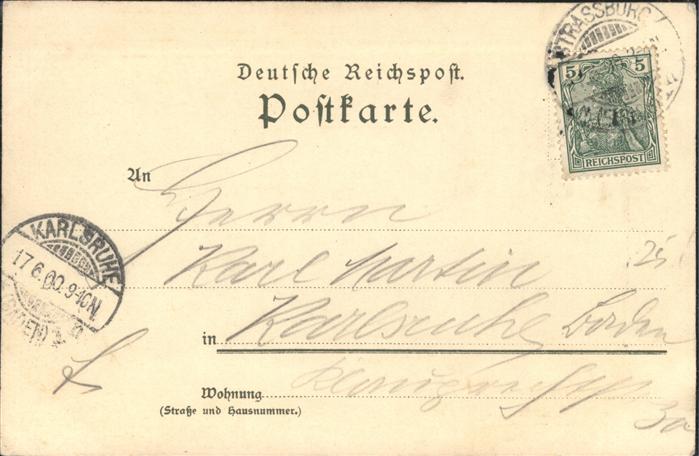 STRASSBURG
Deutsche Reichspost.
Postkarte.
5 5
REICHSPOST
An
Herrn
Karl Martin
KARLSRUHE
17.6.00.9-10N.
in Karlsruhe Baden
Wohnung
(Straße und Hausnummer.)